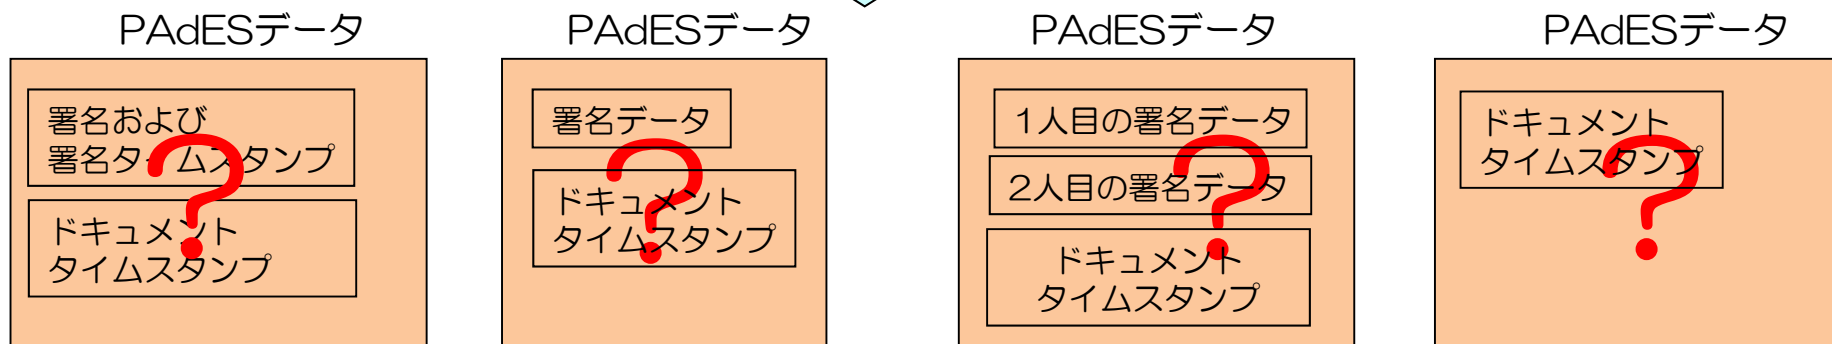 PAdESデータ
署名および
署名タイムスタンプ
ドキュメント
タイムスタンプ
?
PAdESデータ
署名データ
ドキュメント
タイムスタンプ
?
PAdESデータ
1人目の署名データ
2人目の署名データ
ドキュメント
タイムスタンプ
?
PAdESデータ
ドキュメント
タイムスタンプ
?